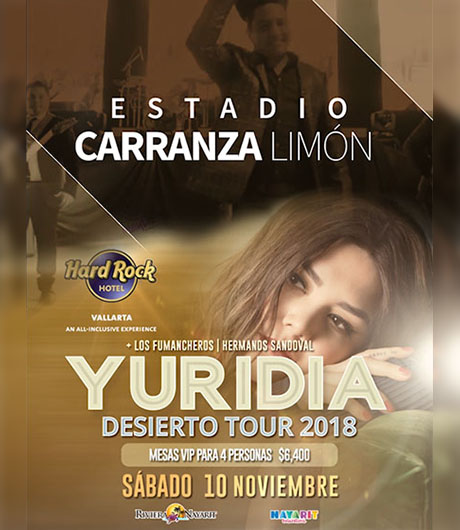 ESTADIO
CARRANZA LIMÓN
Hard Rock
HOTEL
VALLARTA
AN ALL-INCLUSIVE EXPERIENCE
+ LOS FUMANCHEROS | HERMANOS SANDOVAL
YURIDIA
DESIERTO TOUR 2018
MESAS VIP PARA 4 PERSONAS $6,400
SÁBADO 10 NOVIEMBRE
RIVIERA NAYARIT
NAYARIT